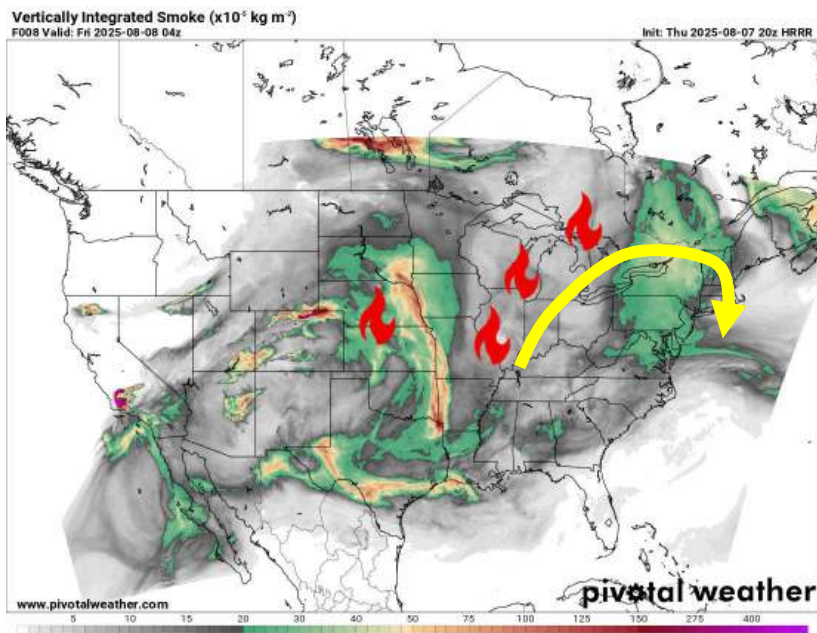 Vertically Integrated Smoke (x10⁻⁵ kg m⁻²)
F008 Valid: Fri 2025-08-08 04z Init: Thu 2025-08-07 20z HRRR
pivotal weather
www.pivotalweather.com
5 10 15 20 30 40 50 75 100 125 150 275 400